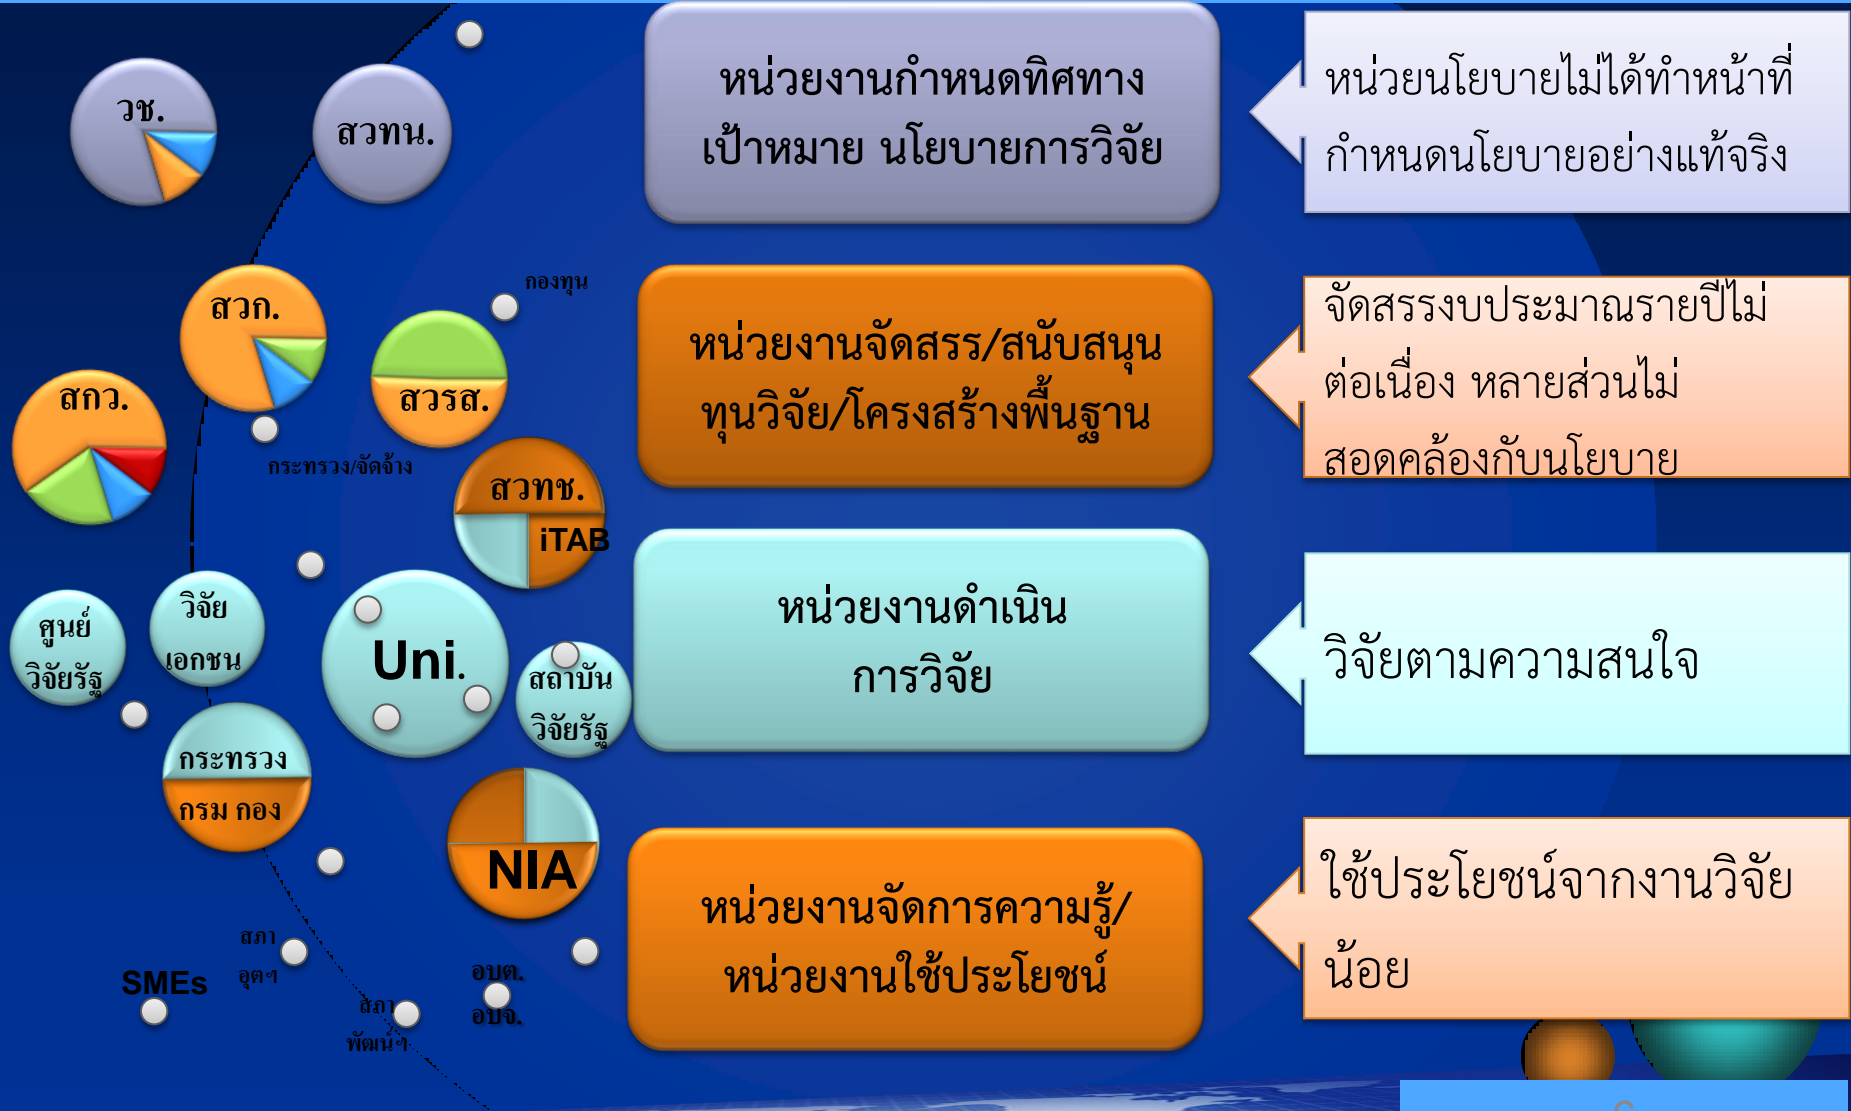 วช.
สวทน.
หน่วยงานกำหนดทิศทาง
เป้าหมาย นโยบายการวิจัย
หน่วยนโยบายไม่ได้ทำหน้าที่
กำหนดนโยบายอย่างแท้จริง
สวก.
กองทุน
สกว.
สวรส.
กระทรวง/จัดจ้าง
สวทช.
iTAB
หน่วยงานจัดสรร/สนับสนุน
ทุนวิจัย/โครงสร้างพื้นฐาน
จัดสรรงบประมาณรายปีไม่
ต่อเนื่อง หลายส่วนไม่
สอดคล้องกับนโยบาย
ศูนย์
วิจัยรัฐ
วิจัย
เอกชน
Uni.
สถาบัน
วิจัยรัฐ
หน่วยงานดำเนิน
การวิจัย
วิจัยตามความสนใจ
กระทรวง
กรม กอง
NIA
SMEs
สภา
อุตฯ
สภา
พัฒน์ฯ
อบต.
อบจ.
หน่วยงานจัดการความรู้/
หน่วยงานใช้ประโยชน์
ใช้ประโยชน์จากงานวิจัย
น้อย